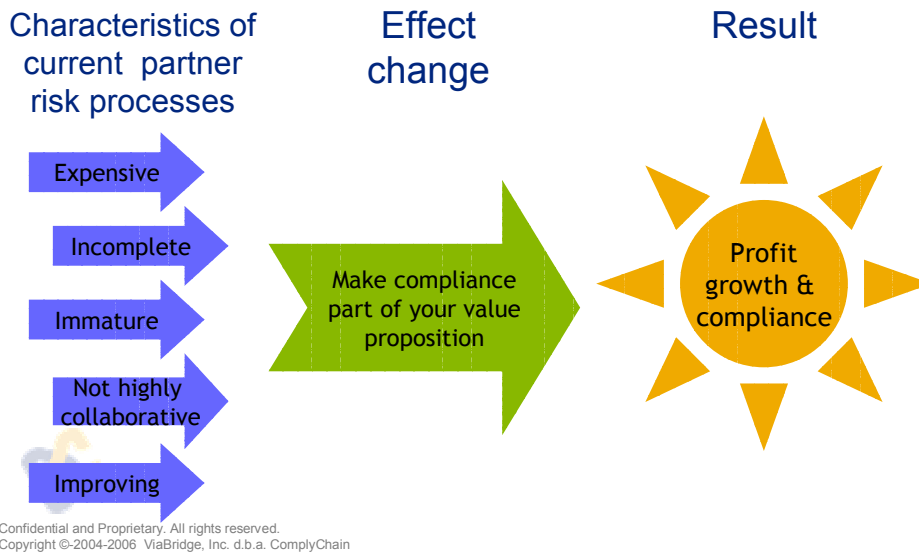 Characteristics of
current partner
risk processes
Effect
change
Result
Expensive
Incomplete
Immature
Not highly
collaborative
Improving
Make compliance
part of your value
proposition
Profit
growth &
compliance
Confidential and Proprietary. All rights reserved.
Copyright ©-2004-2006 ViaBridge, Inc. d.b.a. ComplyChain